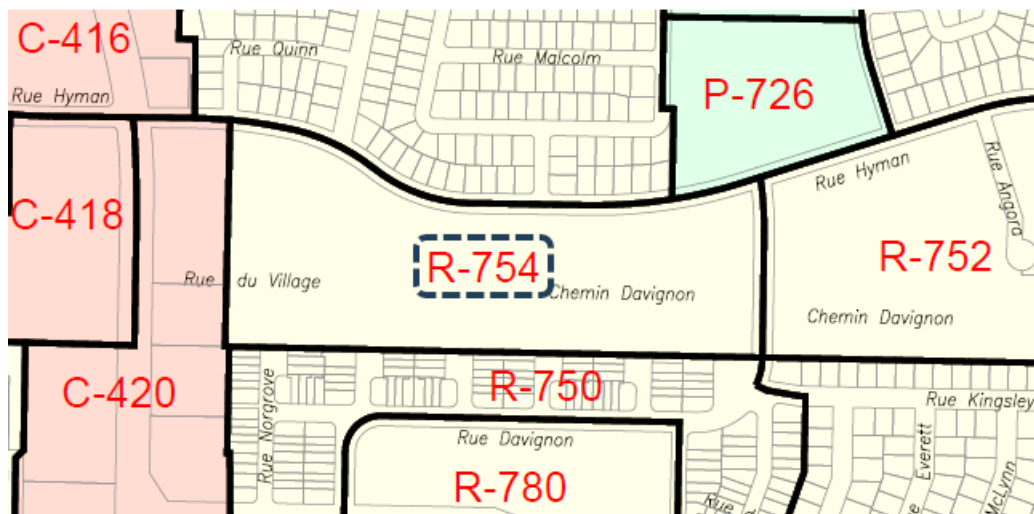 C-416
Rue Quinn
Rue Malcolm
P-726
Rue Hyman
Rue Hyman
Rue Angora
C-418
R-754
R-752
Rue du Village
Chemin Davignon
Chemin Davignon
C-420
R-750
Rue Norgrove
Rue Kingsley
Rue Davignon
Everett
R-780
McLynn
Rue